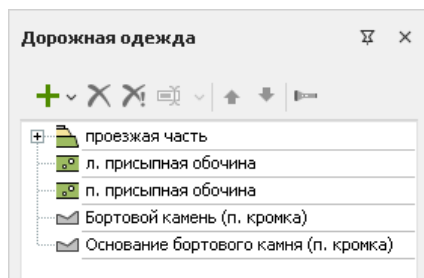 Дорожная одежда
проезжая часть
л. присыпная обочина
п. присыпная обочина
Бортовой камень (п. кромка)
Основание бортового камня (п. кромка)